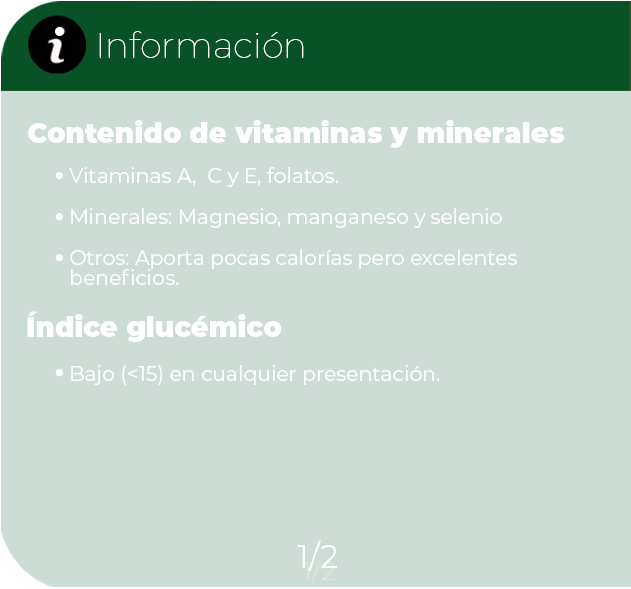 i Información
Contenido de vitaminas y minerales
• Vitaminas A,  C y E, folatos.
• Minerales: Magnesio, manganeso y selenio
• Otros: Aporta pocas calorías pero excelentes
beneficios.
Índice glucémico
• Bajo (<15) en cualquier presentación.
1/2